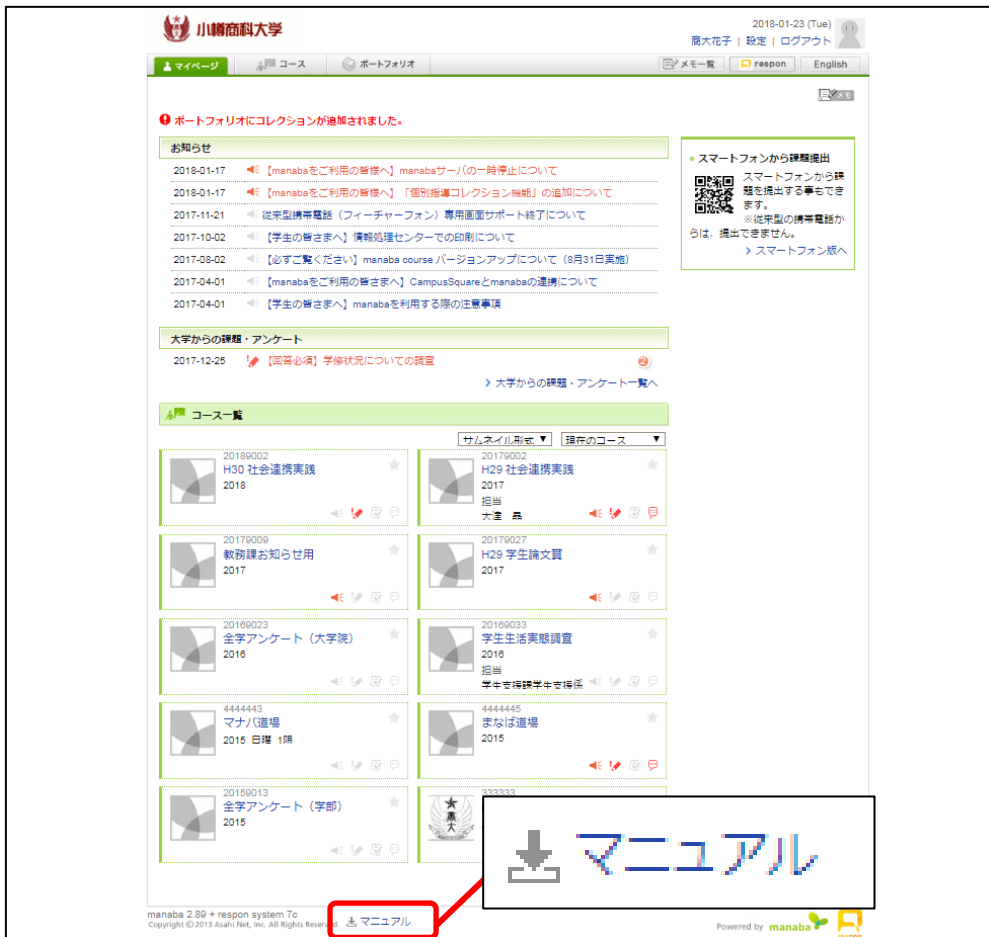 小樽商科大学
2018-01-23 (Tue)
商大花子 | 設定 | ログアウト
マイページ コース ポートフォリオ メモ一覧 respon English
メモ
ポートフォリオにコレクションが追加されました。
お知らせ
2018-01-17 【manabaをご利用の皆様へ】manabaサーバの一時停止について
2018-01-17 【manabaをご利用の皆様へ】「個別指導コレクション機能」の追加について
2017-11-21 従来型携帯電話（フィーチャーフォン）専用画面サポート終了について
2017-10-02 【学生の皆さまへ】情報処理センターでの印刷について
2017-08-02 【必ずご覧ください】manaba course バージョンアップについて（8月31日実施）
2017-04-01 【manabaをご利用の皆さまへ】CampusSquareとmanabaの連携について
2017-04-01 【学生の皆さまへ】manabaを利用する際の注意事項
スマートフォンから課題提出
スマートフォンから課
題を提出する事もでき
ます。
※従来型の携帯電話か
らは、提出できません。
スマートフォン版へ
大学からの課題・アンケート
2017-12-25 【回答必須】学修状況についての調査 2
大学からの課題・アンケート一覧へ
コース一覧
サムネイル形式 ▼ 現在のコース ▼
20189002
H30 社会連携実践
2018
20179002
H29 社会連携実践
2017
担当
大津 晶
20179009
教務課お知らせ用
2017
20179027
H29 学生論文賞
2017
20169023
全学アンケート（大学院）
2016
20169033
学生生活実態調査
2016
担当
学生支援課学生支援係
4444443
マナバ道場
2015 日曜 1限
4444445
まなば道場
2015
20159013
全学アンケート（学部）
2015
333333
マニュアル
manaba 2.89 + respon system 7c
Copyright © 2013 Asahi Net, Inc. All Rights Reserved. マニュアル
Powered by manaba